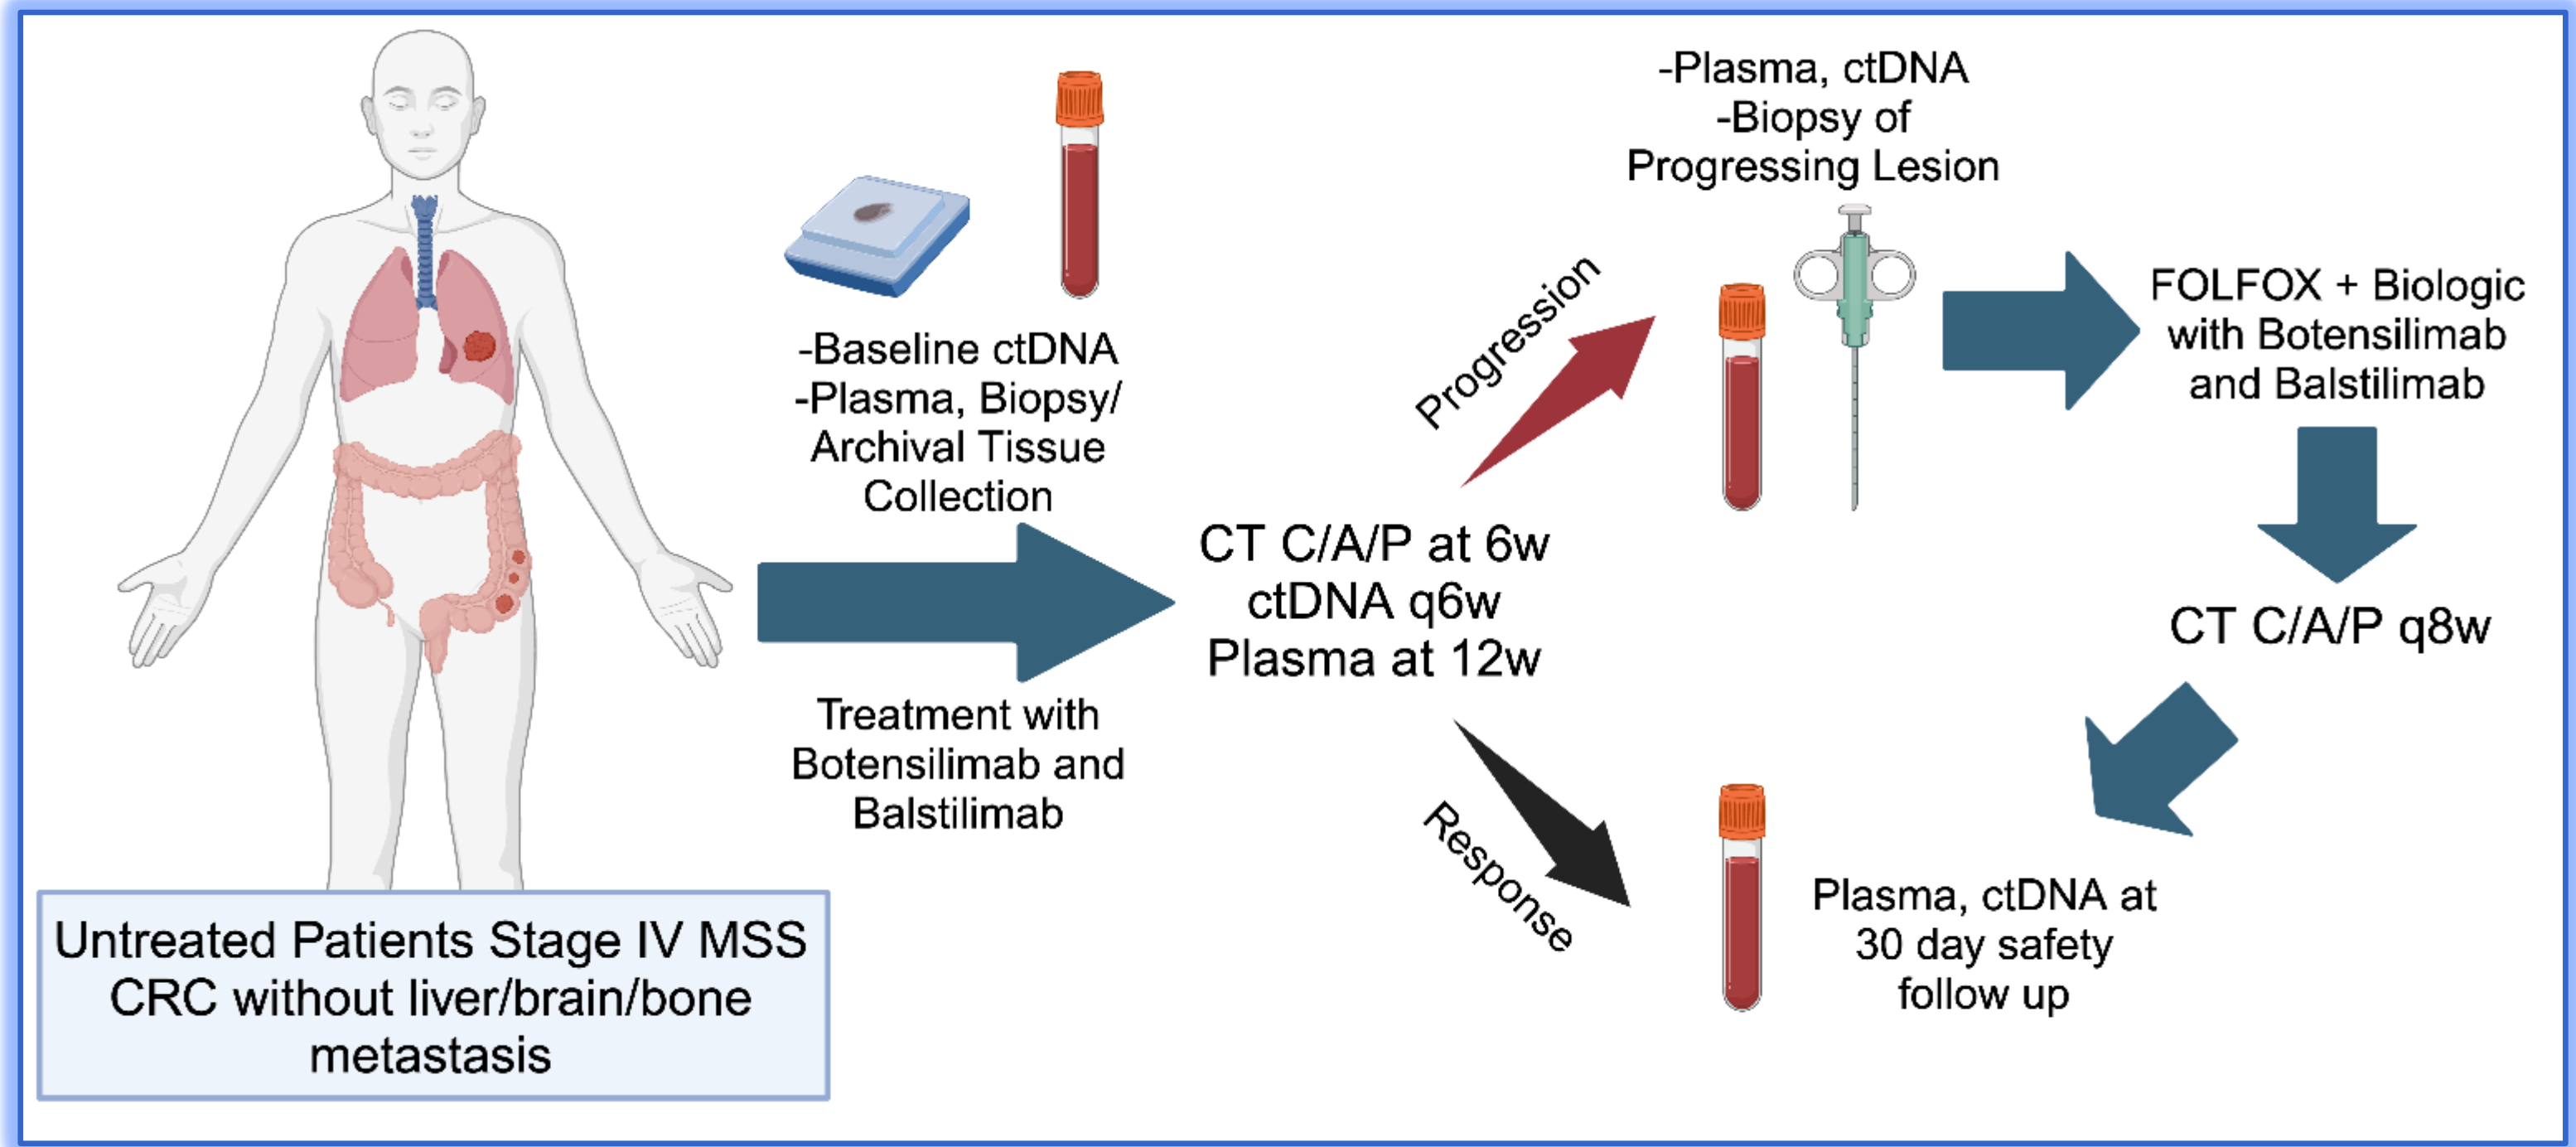 Untreated Patients Stage IV MSS
CRC without liver/brain/bone
metastasis
-Baseline ctDNA
-Plasma, Biopsy/
Archival Tissue
Collection
Treatment with
Botensilimab and
Balstilimab
CT C/A/P at 6w
ctDNA q6w
Plasma at 12w
Progression
-Plasma, ctDNA
-Biopsy of
Progressing Lesion
FOLFOX + Biologic
with Botensilimab
and Balstilimab
CT C/A/P q8w
Response
Plasma, ctDNA at
30 day safety
follow up